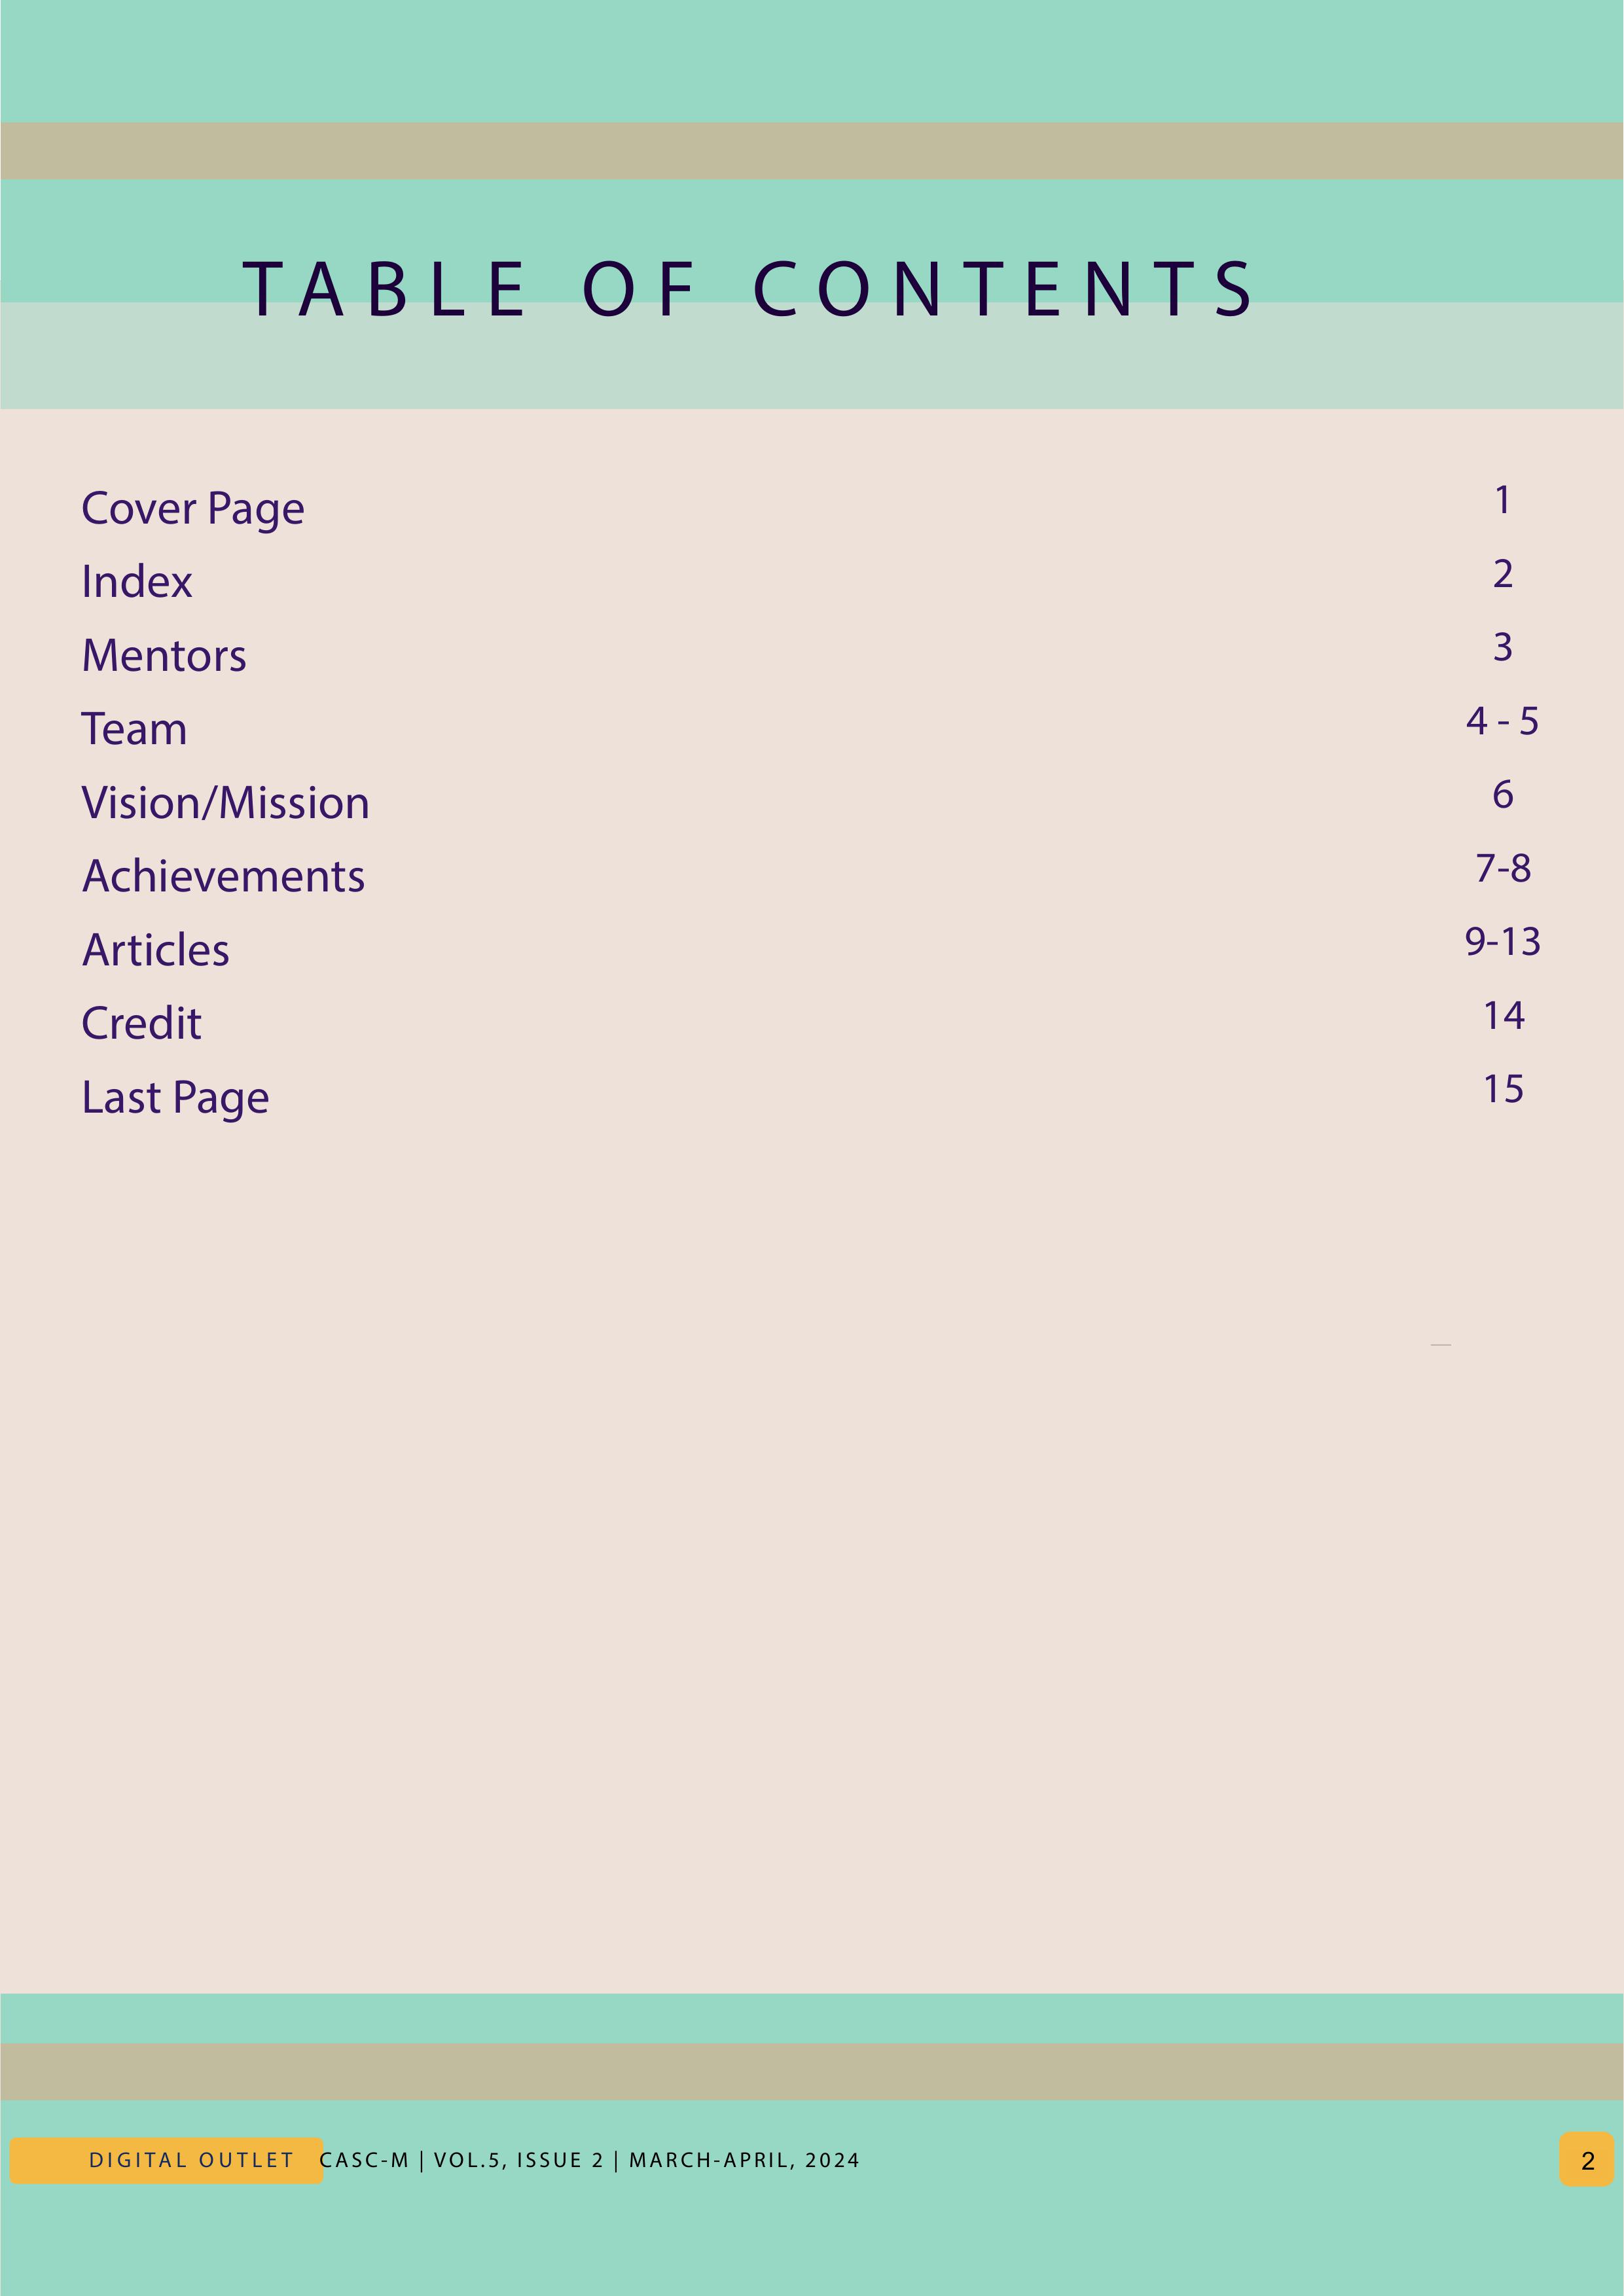 TABLE OF CONTENTS
Cover Page 1
Index 2
Mentors 3
Team 4 - 5
Vision/Mission 6
Achievements 7-8
Articles 9-13
Credit 14
Last Page 15
DIGITAL OUTLET CASC-M | VOL.5, ISSUE 2 | MARCH-APRIL, 2024 2